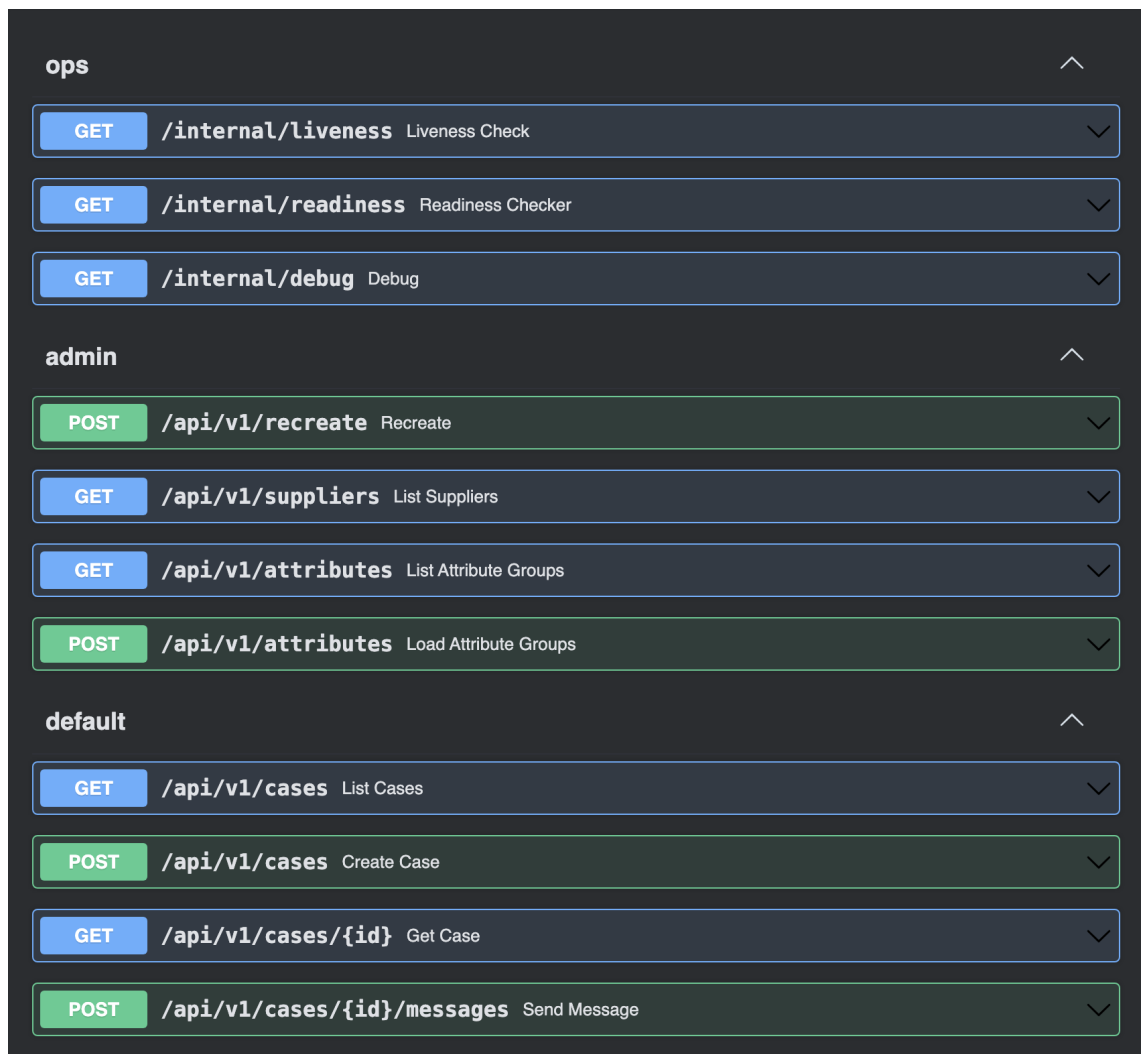 ops
GET /internal/liveness Liveness Check
GET /internal/readiness Readiness Checker
GET /internal/debug Debug
admin
POST /api/v1/recreate Recreate
GET /api/v1/suppliers List Suppliers
GET /api/v1/attributes List Attribute Groups
POST /api/v1/attributes Load Attribute Groups
default
GET /api/v1/cases List Cases
POST /api/v1/cases Create Case
GET /api/v1/cases/{id} Get Case
POST /api/v1/cases/{id}/messages Send Message